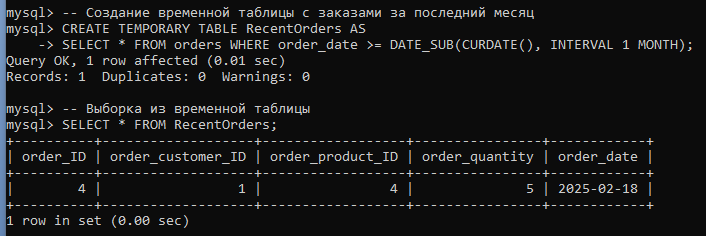 mysql> -- Создание временной таблицы с заказами за последний месяц
mysql> CREATE TEMPORARY TABLE RecentOrders AS
    -> SELECT * FROM orders WHERE order_date >= DATE_SUB(CURDATE(), INTERVAL 1 MONTH);
Query OK, 1 row affected (0.01 sec)
Records: 1  Duplicates: 0  Warnings: 0

mysql> -- Выборка из временной таблицы
mysql> SELECT * FROM RecentOrders;
+----------+-------------------+------------------+----------------+------------+
| order_ID | order_customer_ID | order_product_ID | order_quantity | order_date |
+----------+-------------------+------------------+----------------+------------+
|        4 |                 1 |                4 |              5 | 2025-02-18 |
+----------+-------------------+------------------+----------------+------------+
1 row in set (0.00 sec)